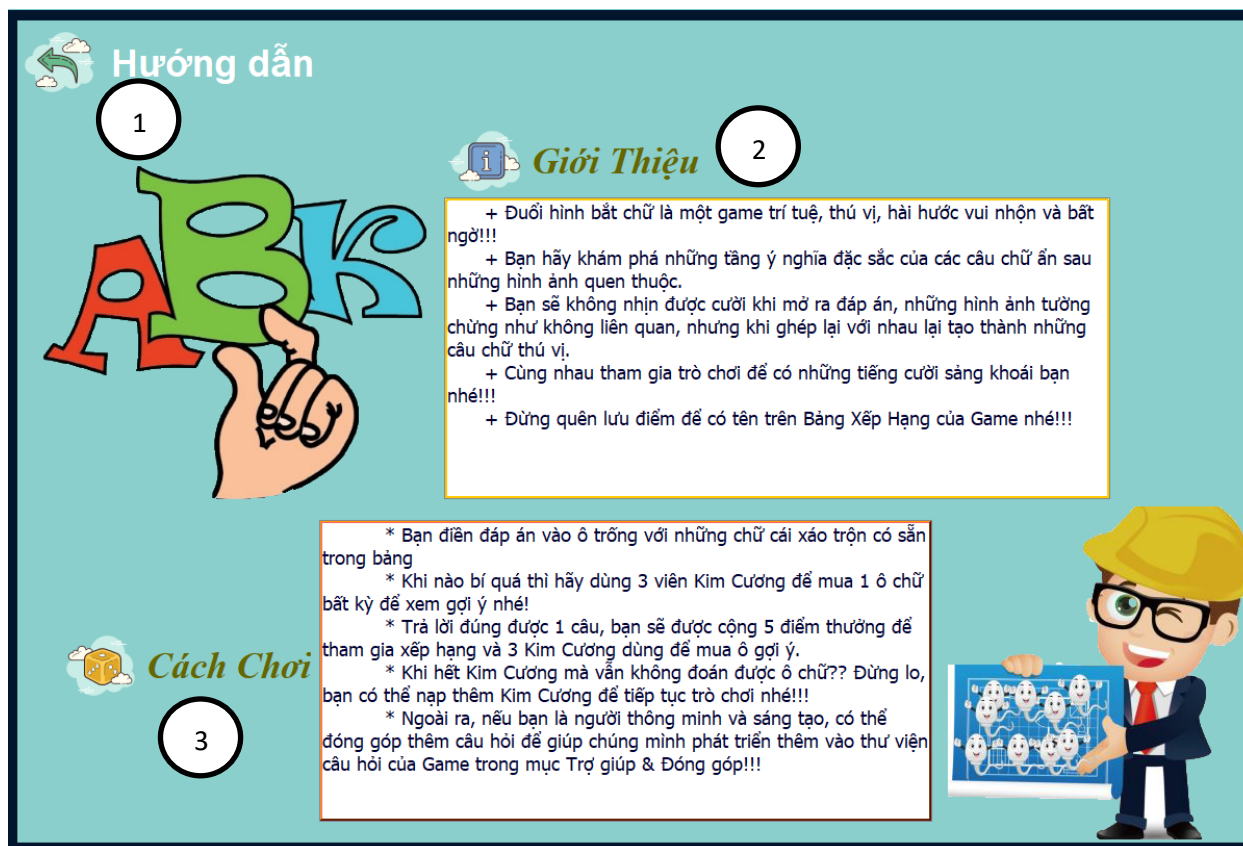 Hướng dẫn
1
Giới Thiệu
2
+ Đuổi hình bắt chữ là một game trí tuệ, thú vị, hài hước vui nhộn và bất
ngờ!!!
+ Bạn hãy khám phá những tầng ý nghĩa đặc sắc của các câu chữ ẩn sau
những hình ảnh quen thuộc.
+ Bạn sẽ không nhịn được cười khi mở ra đáp án, những hình ảnh tưởng
chừng như không liên quan, nhưng khi ghép lại với nhau lại tạo thành những
câu chữ thú vị.
+ Cùng nhau tham gia trò chơi để có những tiếng cười sảng khoái bạn
nhé!!!
+ Đừng quên lưu điểm để có tên trên Bảng Xếp Hạng của Game nhé!!!
ABK
Cách Chơi
3
* Bạn điền đáp án vào ô trống với những chữ cái xáo trộn có sẵn
trong bảng
* Khi nào bí quá thì hãy dùng 3 viên Kim Cương để mua 1 ô chữ
bất kỳ để xem gợi ý nhé!
* Trả lời đúng được 1 câu, bạn sẽ được cộng 5 điểm thưởng để
tham gia xếp hạng và 3 Kim Cương dùng để mua ô gợi ý.
* Khi hết Kim Cương mà vẫn không đoán được ô chữ?? Đừng lo,
bạn có thể nạp thêm Kim Cương để tiếp tục trò chơi nhé!!!
* Ngoài ra, nếu bạn là người thông minh và sáng tạo, có thể
đóng góp thêm câu hỏi để giúp chúng mình phát triển thêm vào thư viện
câu hỏi của Game trong mục Trợ giúp & Đóng góp!!!